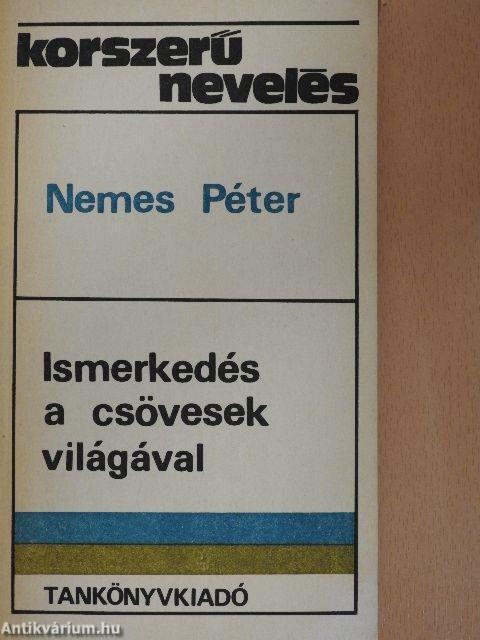 korszerű
nevelés
Nemes Péter
Ismerkedés
a csövesek
világával
TANKÖNYVKIADÓ
Antikvárium.hu